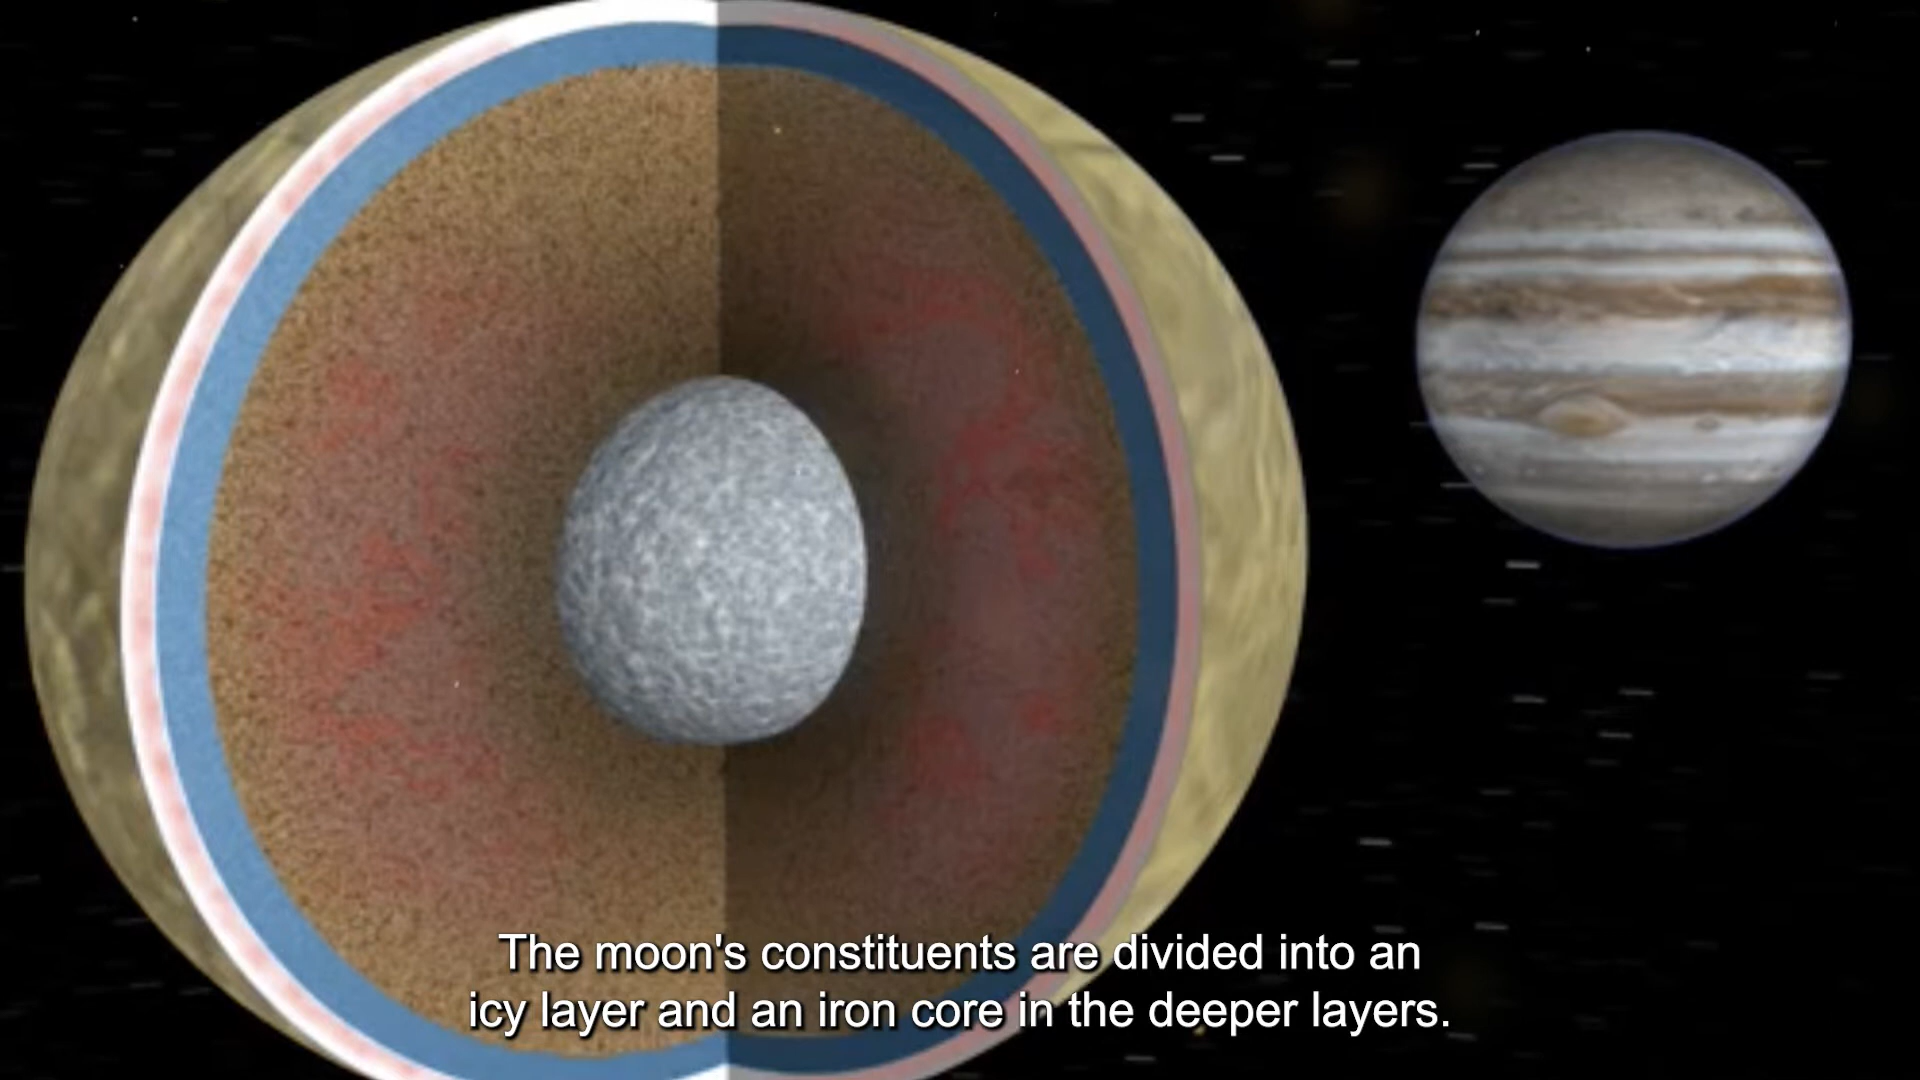 The moon's constituents are divided into an
icy layer and an iron core in the deeper layers.